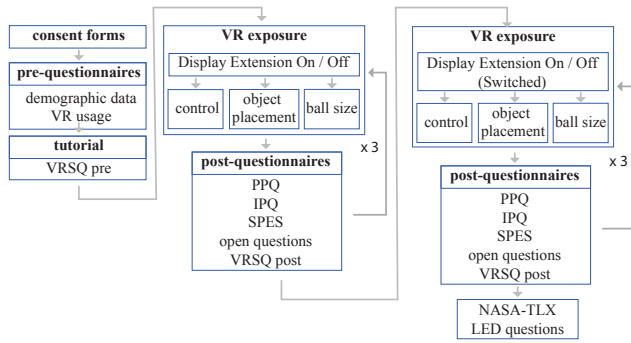 consent forms
pre-questionnaires
demographic data
VR usage
tutorial
VRSQ pre
VR exposure
Display Extension On / Off
control
object
placement
ball size
x 3
post-questionnaires
PPQ
IPQ
SPES
open questions
VRSQ post
VR exposure
Display Extension On / Off
(Switched)
control
object
placement
ball size
x 3
post-questionnaires
PPQ
IPQ
SPES
open questions
VRSQ post
NASA-TLX
LED questions